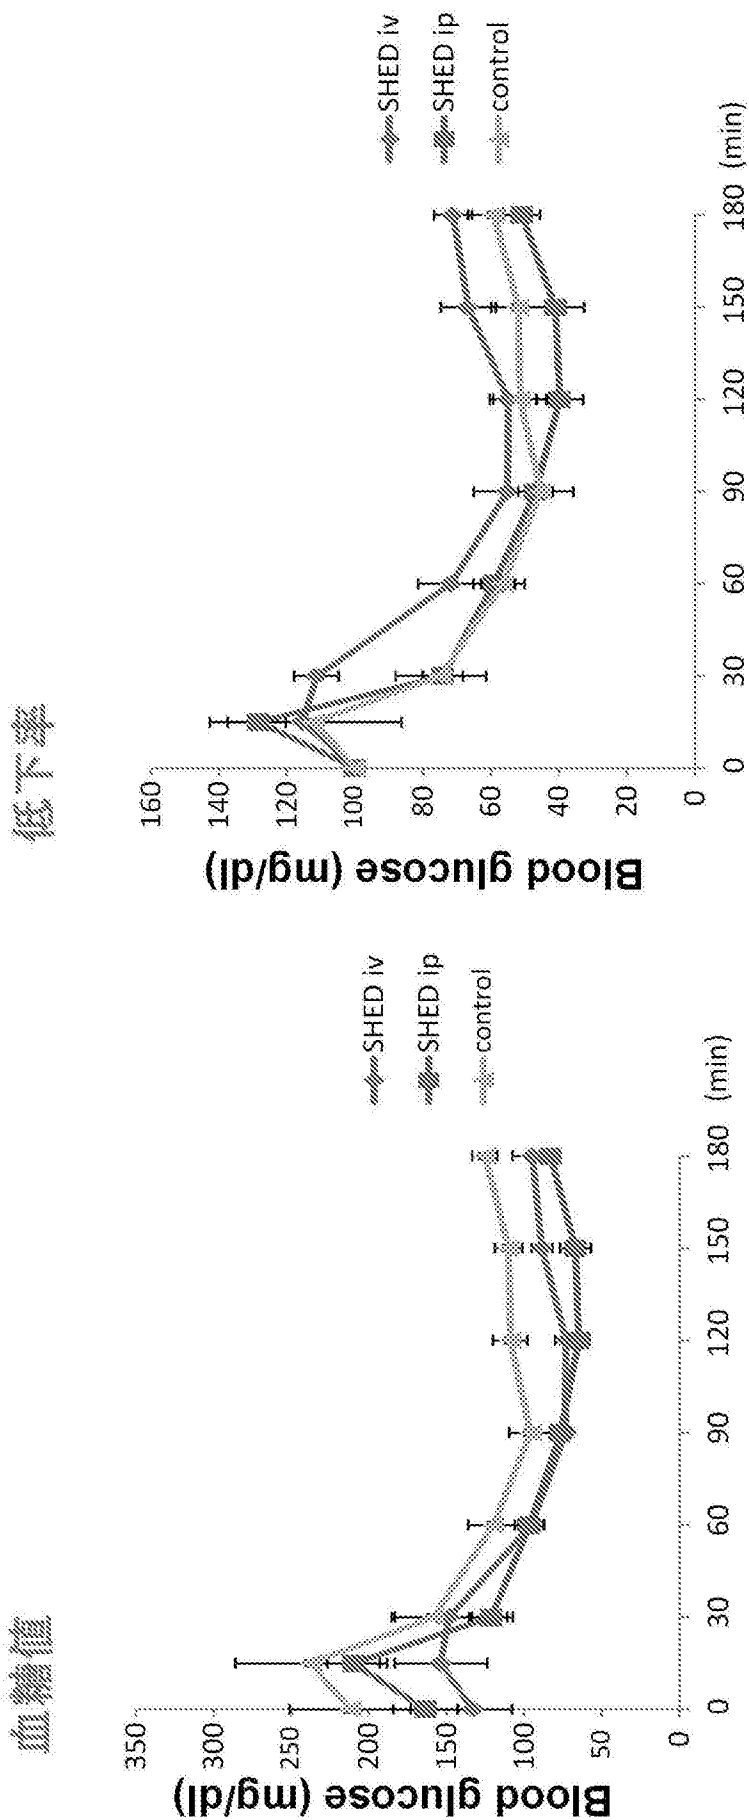 血糖値
Blood glucose (mg/dl)
350
300
250
200
150
100
50
0
0 30 60 90 120 150 180 (min)
SHED iv
SHED ip
control
低下率
Blood glucose (mg/dl)
160
140
120
100
80
60
40
20
0
0 30 60 90 120 150 180 (min)
SHED iv
SHED ip
control